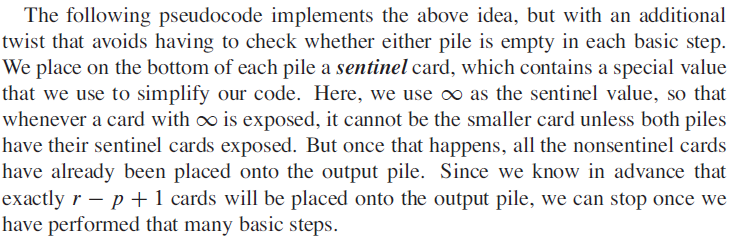 The following pseudocode implements the above idea, but with an additional
twist that avoids having to check whether either pile is empty in each basic step.
We place on the bottom of each pile a sentinel card, which contains a special value
that we use to simplify our code. Here, we use ∞ as the sentinel value, so that
whenever a card with ∞ is exposed, it cannot be the smaller card unless both piles
have their sentinel cards exposed. But once that happens, all the nonsentinel cards
have already been placed onto the output pile. Since we know in advance that
exactly r − p + 1 cards will be placed onto the output pile, we can stop once we
have performed that many basic steps.